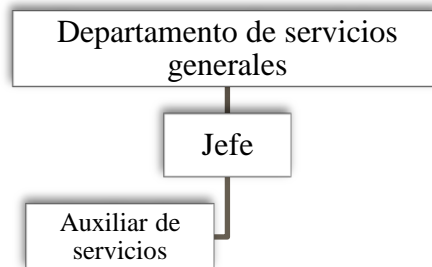 Departamento de servicios
generales
Jefe
Auxiliar de
servicios